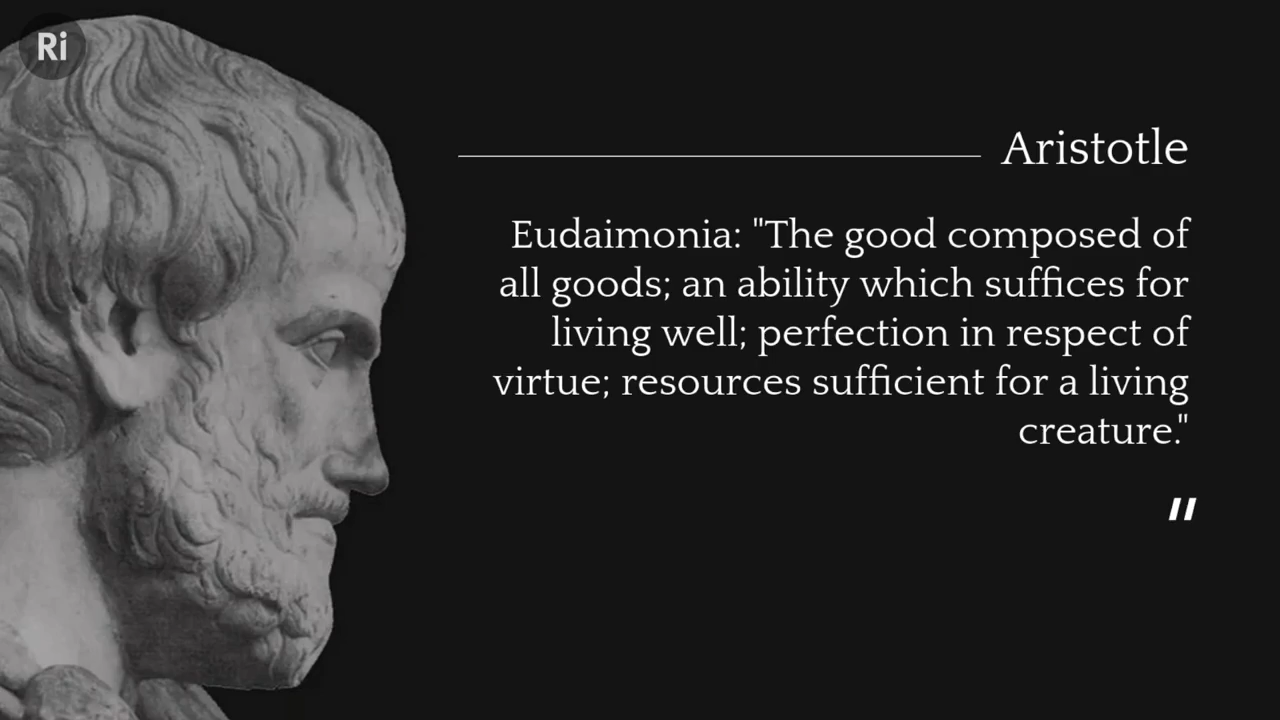 Ri
Aristotle
Eudaimonia: "The good composed of
all goods; an ability which suffices for
living well; perfection in respect of
virtue; resources sufficient for a living
creature."
"